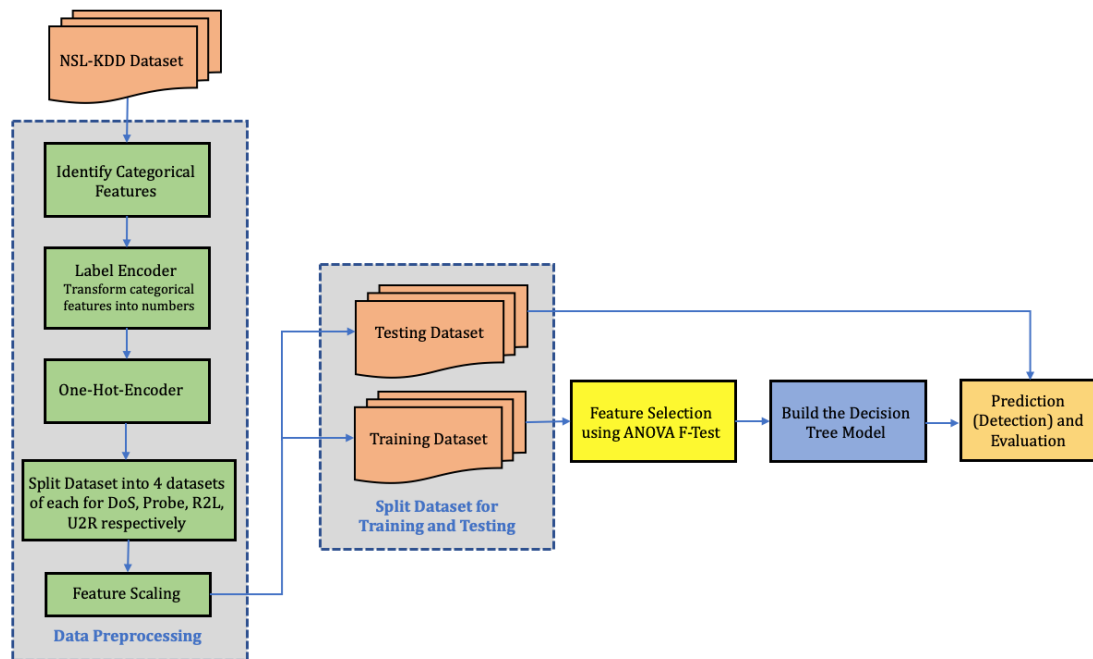 NSL-KDD Dataset
Identify Categorical
Features
Label Encoder
Transform categorical
features into numbers
One-Hot-Encoder
Split Dataset into 4 datasets
of each for DoS, Probe, R2L,
U2R respectively
Feature Scaling
Data Preprocessing
Testing Dataset
Training Dataset
Split Dataset for
Training and Testing
Feature Selection
using ANOVA F-Test
Build the Decision
Tree Model
Prediction
(Detection) and
Evaluation